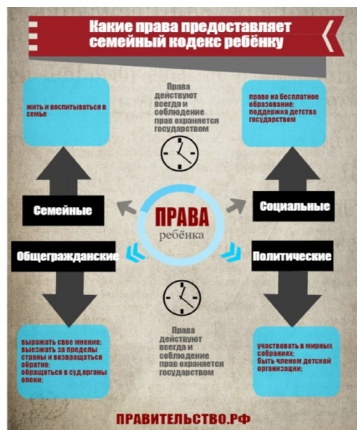 Какие права предоставляет
семейный кодекс ребёнку
жить и воспитываться в
семье
Права
действуют
всегда и
соблюдение
прав охраняется
государством
право на бесплатное
образование;
поддержка детства
государством
Семейные
Социальные
ПРАВА
ребёнка
Общегражданские
Политические
выражать свое мнение;
выезжать за пределы
страны и возвращаться
обратно;
обращаться в суд,органы
опеки;
Права
действуют
всегда и
соблюдение
прав охраняется
государством
участвовать в мирных
собраниях;
быть членом детской
организации;
ПРАВИТЕЛЬСТВО.РФ